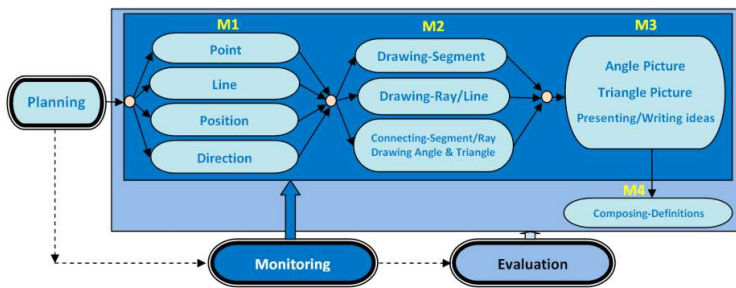 M1
M2
M3
Point
Line
Position
Direction
Drawing-Segment
Drawing-Ray/Line
Connecting-Segment/Ray
Drawing Angle & Triangle
Angle Picture
Triangle Picture
Presenting/Writing ideas
Planning
M4
Composing-Definitions
Monitoring
Evaluation